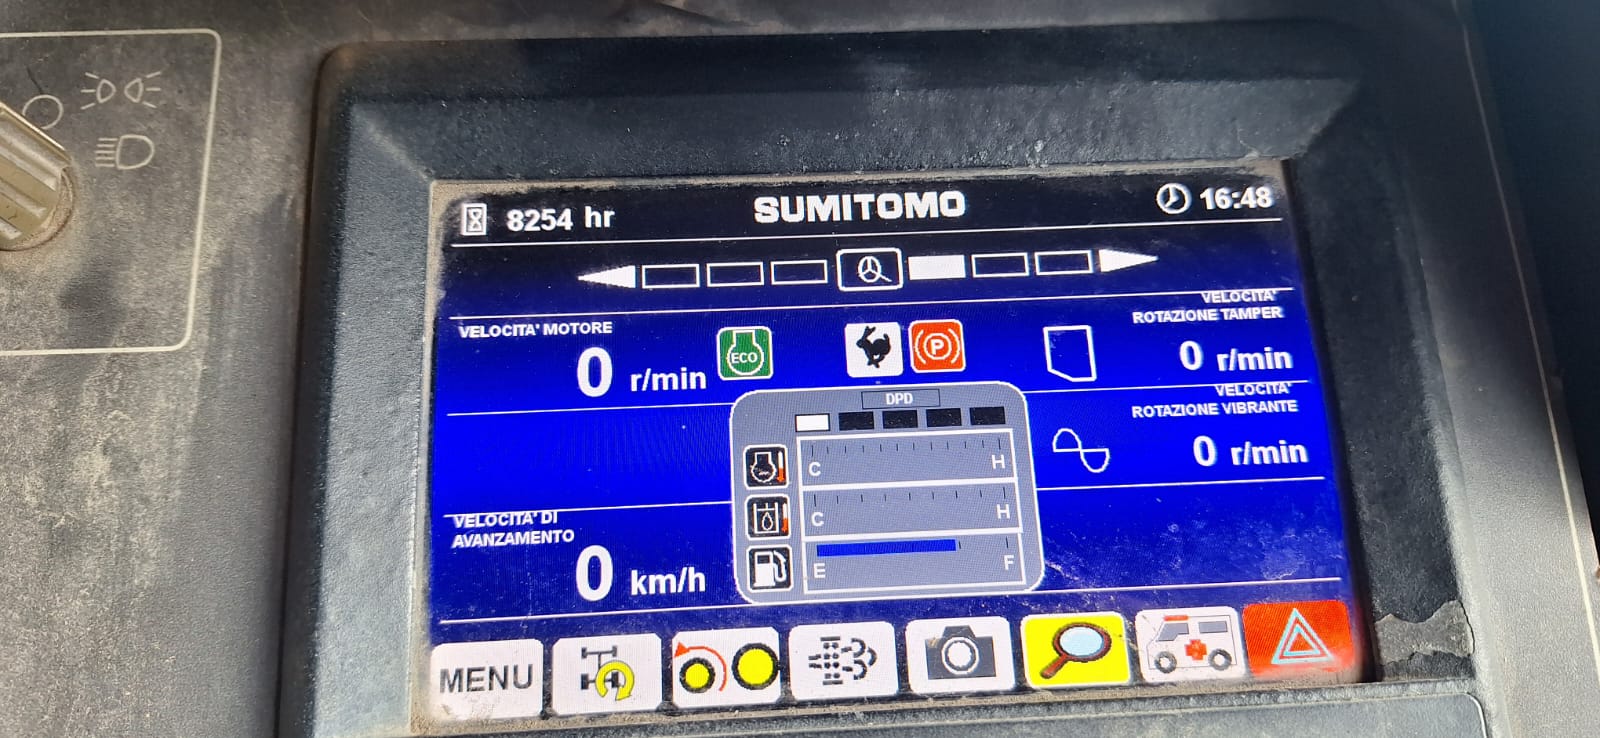 8254 hr
SUMITOMO
16:48
VELOCITA' MOTORE
0 r/min
ECO
P
VELOCITA'
ROTAZIONE TAMPER
0 r/min
DPD
C H
C H
E F
VELOCITA'
ROTAZIONE VIBRANTE
0 r/min
VELOCITA' DI
AVANZAMENTO
0 km/h
MENU